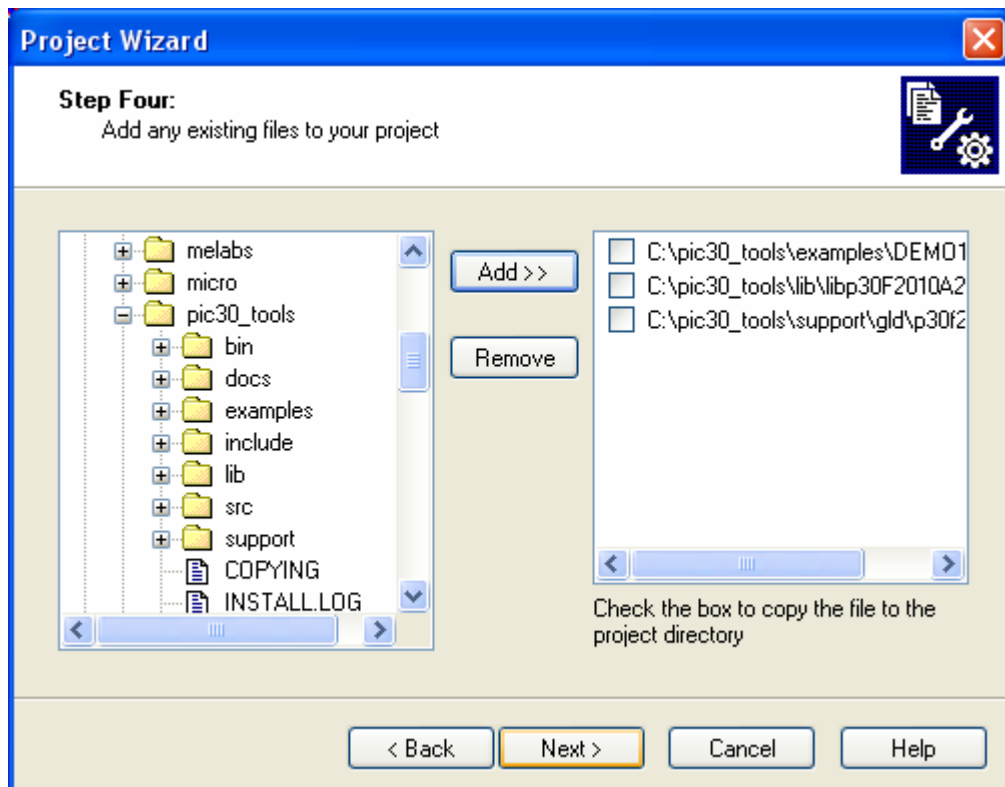 Project Wizard
Step Four:
Add any existing files to your project
melabs
micro
pic30_tools
bin
docs
examples
include
lib
src
support
COPYING
INSTALL.LOG
Add >>
Remove
C:\pic30_tools\examples\DEMO1
C:\pic30_tools\lib\libp30F2010A2
C:\pic30_tools\support\gld\p30f2
Check the box to copy the file to the
project directory
< Back
Next >
Cancel
Help